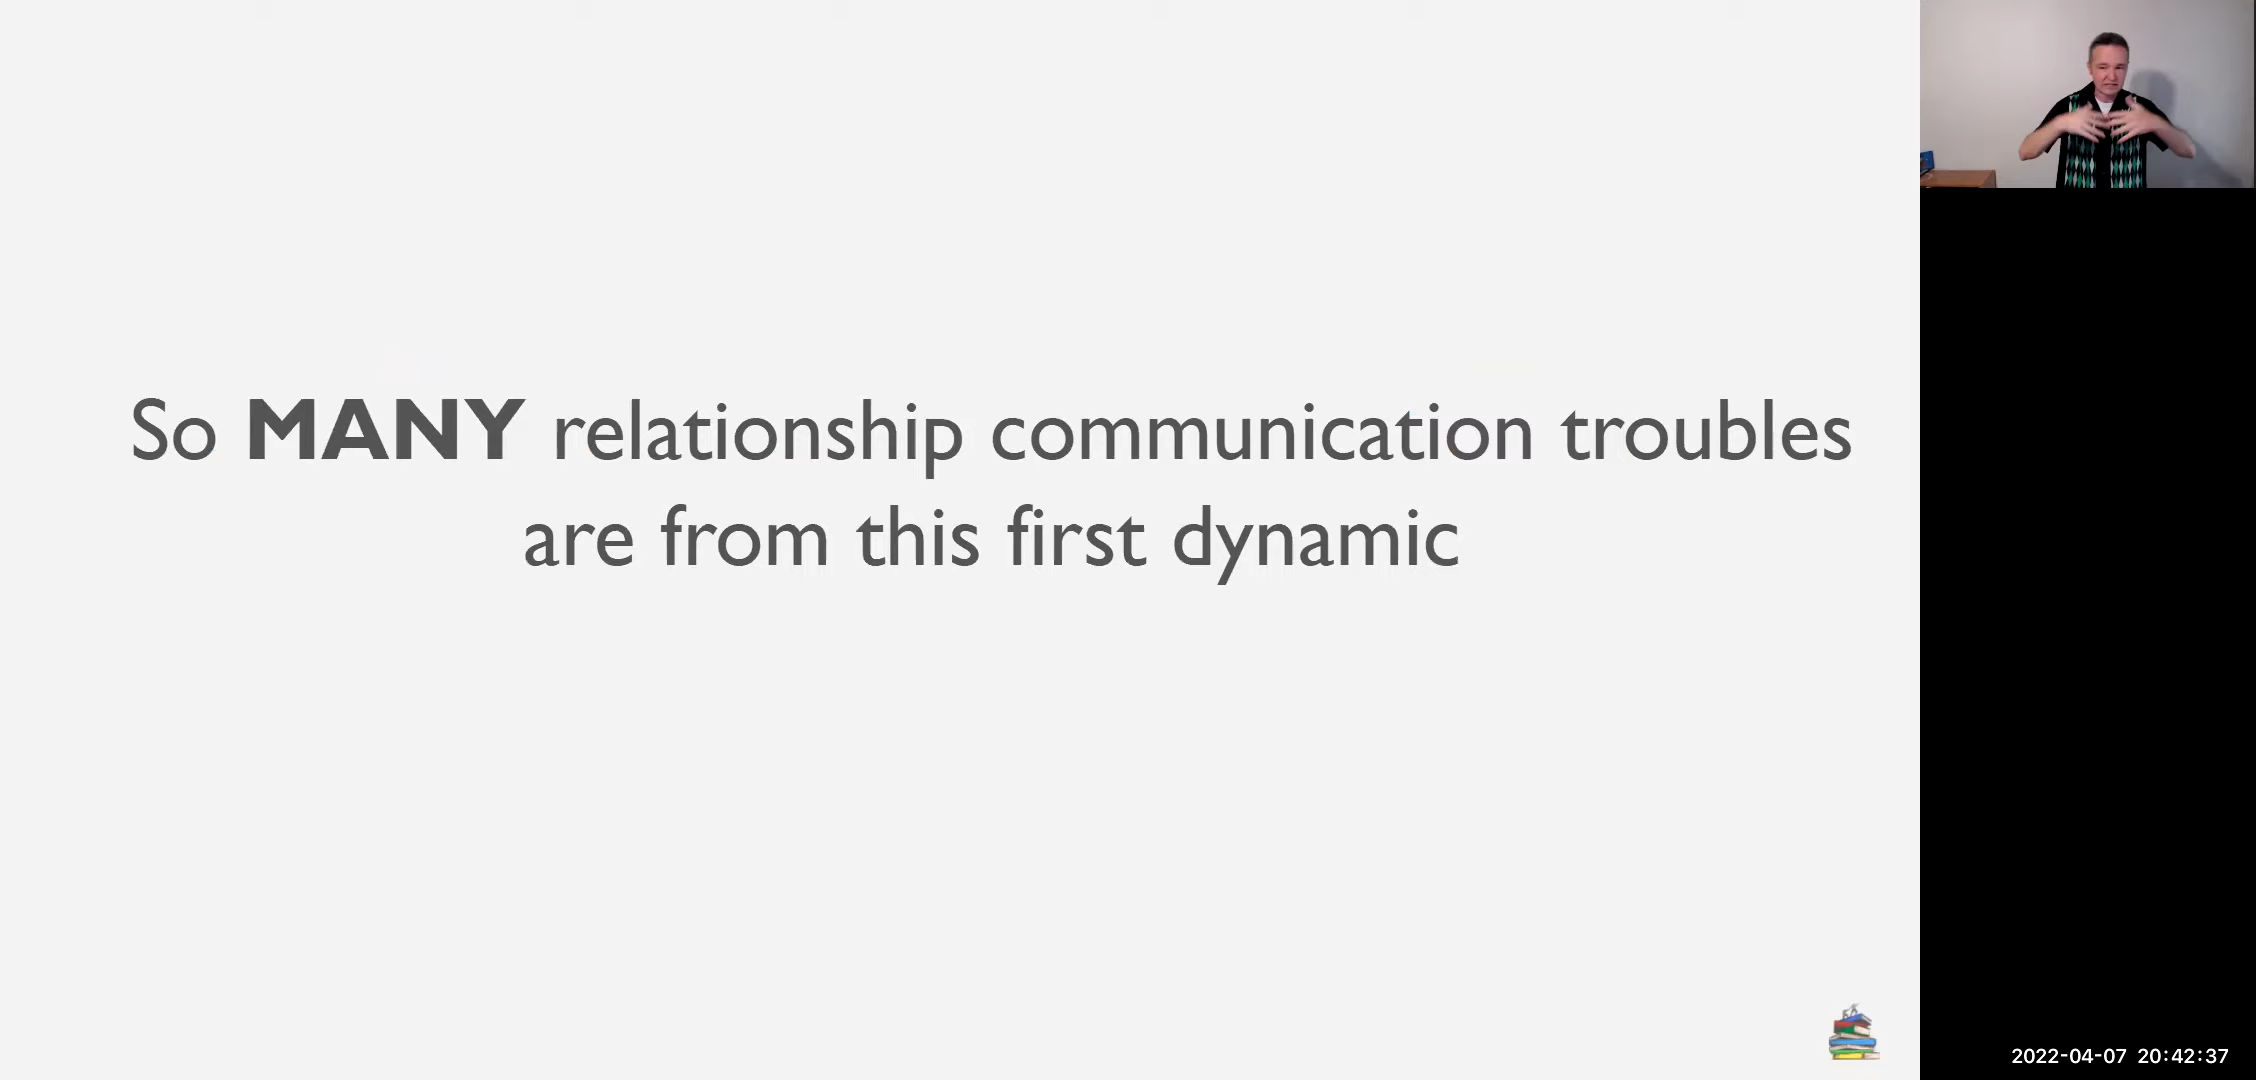 So MANY relationship communication troubles
are from this first dynamic
2022-04-07 20:42:37